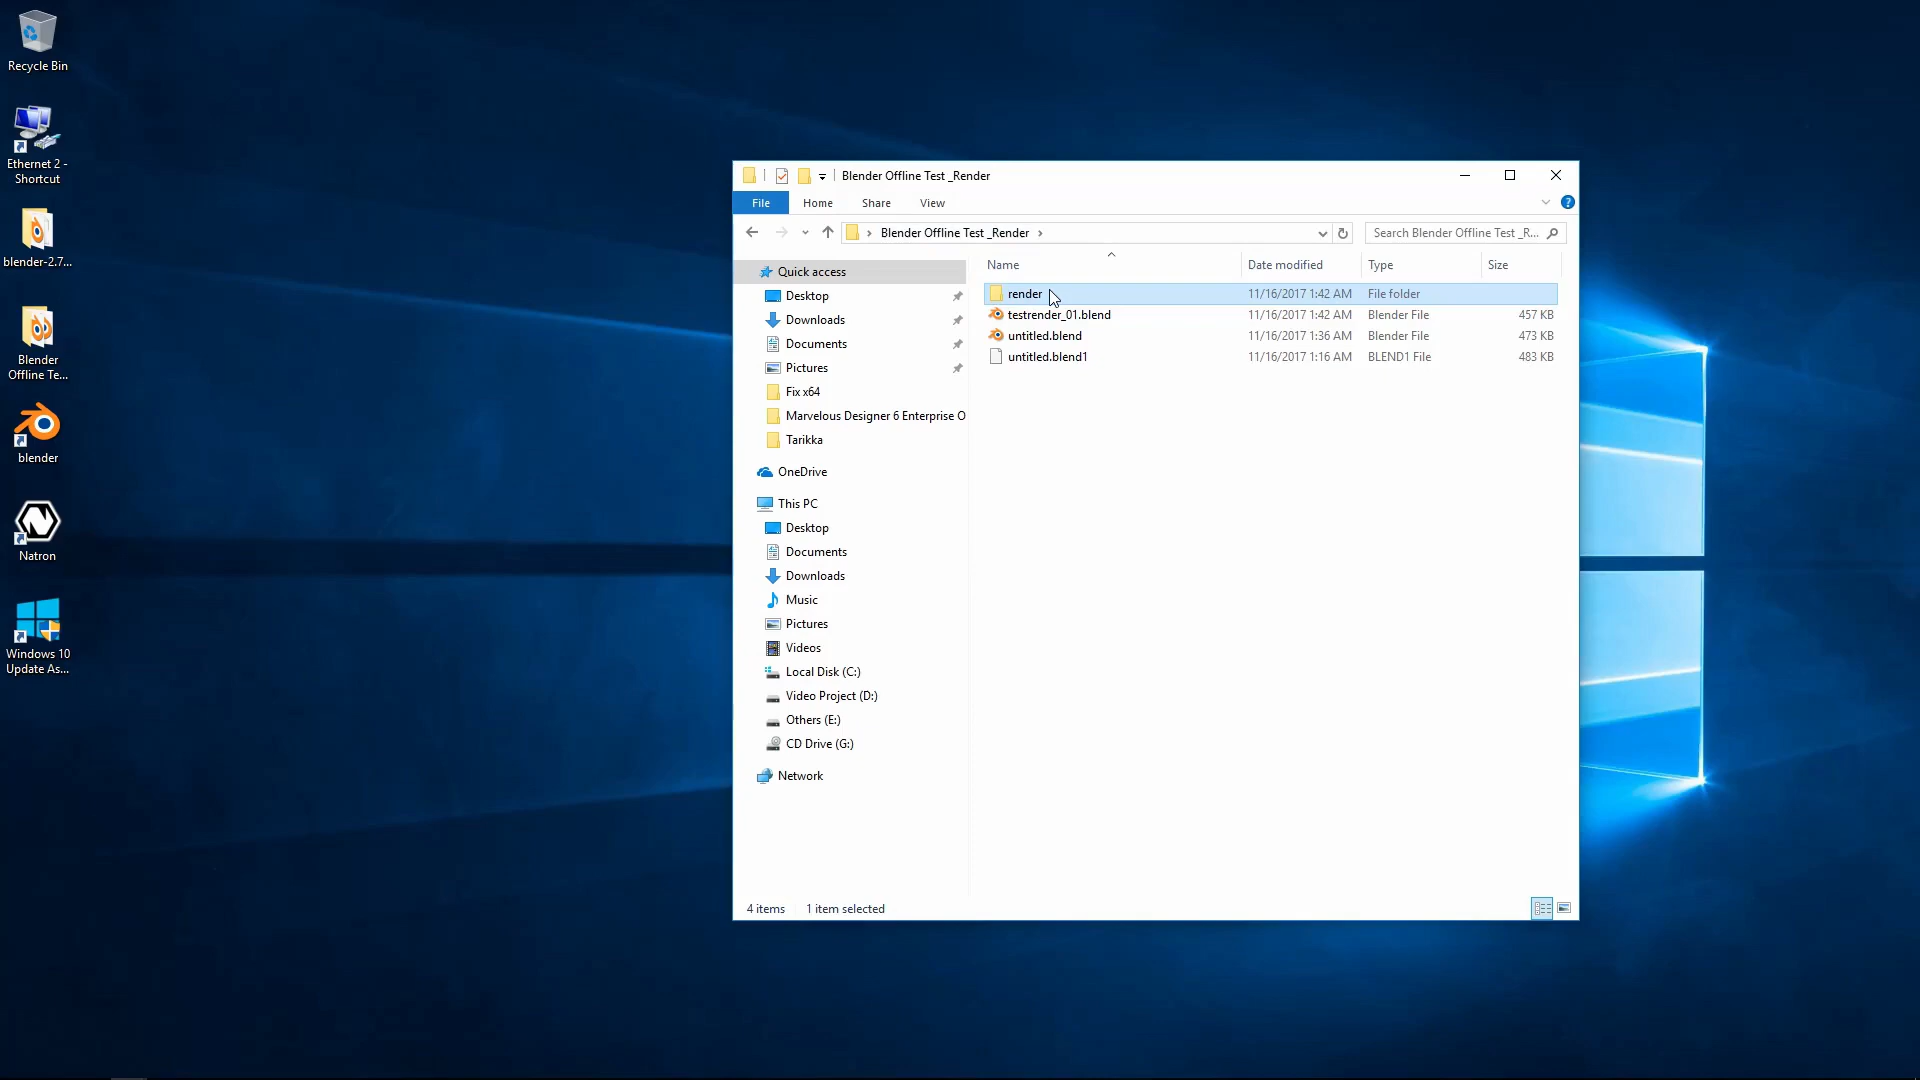 Recycle Bin
Ethernet 2 -
Shortcut
blender-2.7...
Blender
Offline Te...
blender
Natron
Windows 10
Update As...
Blender Offline Test _Render
File Home Share View
Blender Offline Test _Render
Search Blender Offline Test _R...
Name Date modified Type Size
Quick access
Desktop
Downloads
Documents
Pictures
Fix x64
Marvelous Designer 6 Enterprise O
Tarikka
OneDrive
This PC
Desktop
Documents
Downloads
Music
Pictures
Videos
Local Disk (C:)
Video Project (D:)
Others (E:)
CD Drive (G:)
Network
render 11/16/2017 1:42 AM File folder
testrender_01.blend 11/16/2017 1:42 AM Blender File 457 KB
untitled.blend 11/16/2017 1:36 AM Blender File 473 KB
untitled.blend1 11/16/2017 1:16 AM BLEND1 File 483 KB
4 items 1 item selected